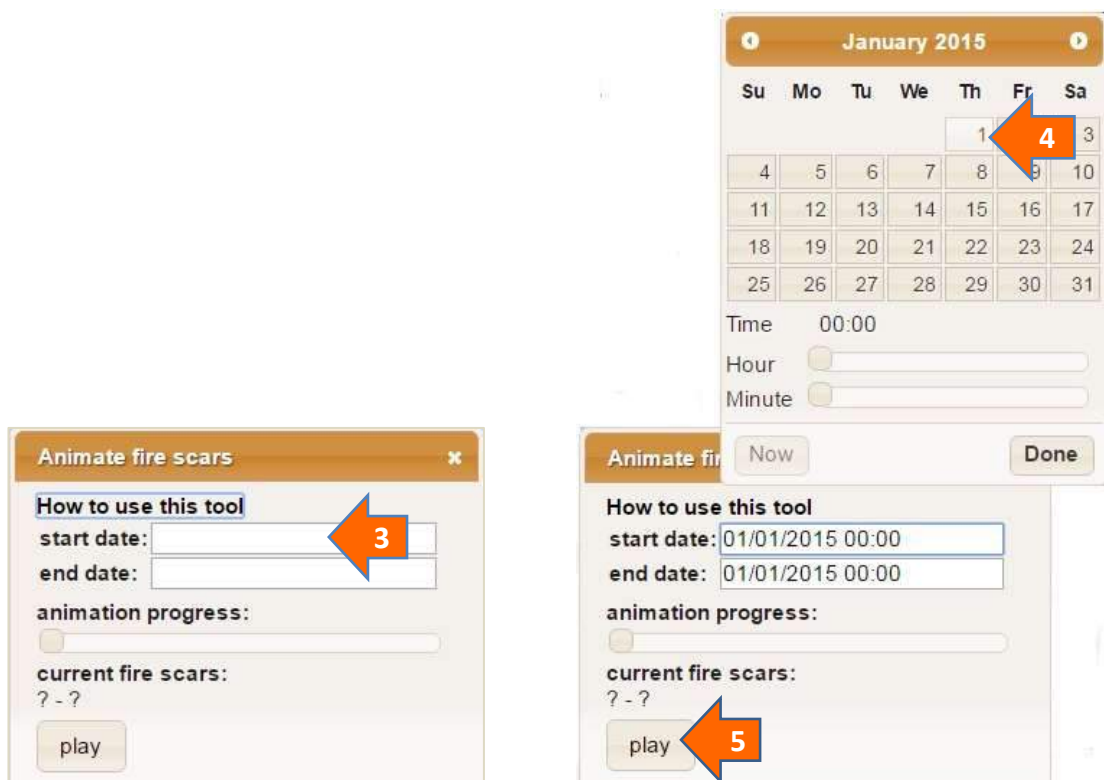 January 2015
Su Mo Tu We Th Fr Sa
1 4 3
4 5 6 7 8 9 10
11 12 13 14 15 16 17
18 19 20 21 22 23 24
25 26 27 28 29 30 31
Time 00:00
Hour
Minute
Now Done
Animate fire scars
How to use this tool
start date: 3
end date:
animation progress:
current fire scars:
? - ?
play
Animate fir
How to use this tool
start date: 01/01/2015 00:00
end date: 01/01/2015 00:00
animation progress:
current fire scars:
? - ?
play 5